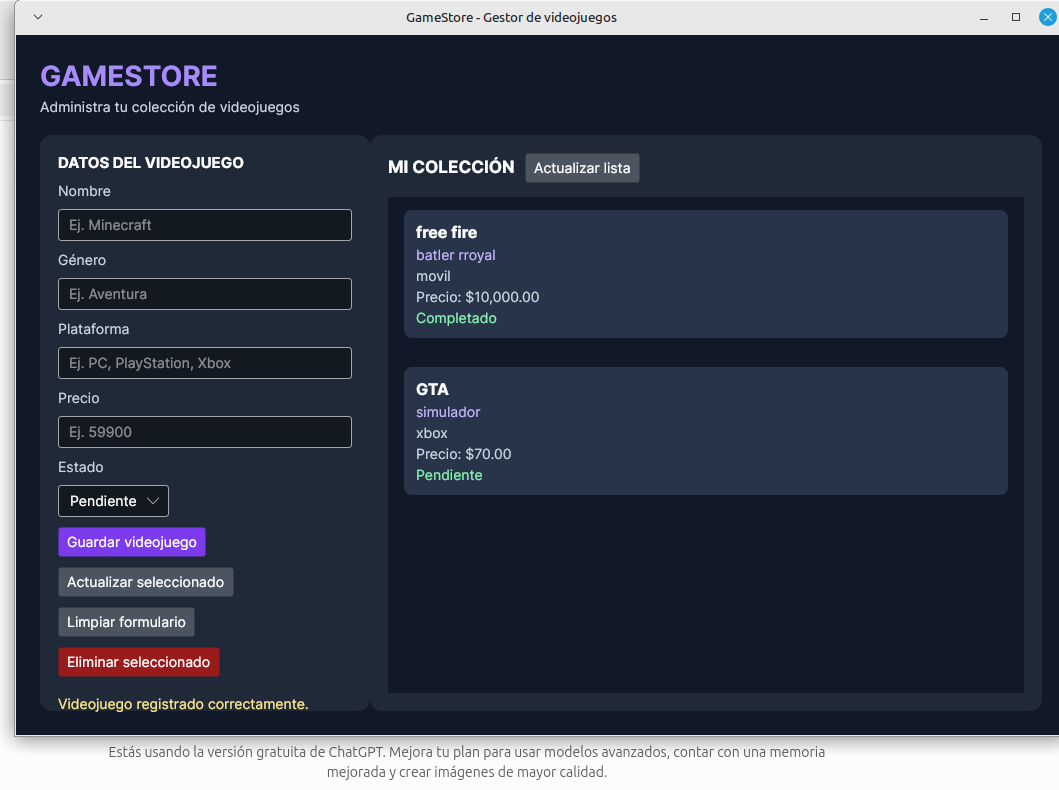 GameStore - Gestor de videojuegos
GAMESTORE
Administra tu colección de videojuegos
DATOS DEL VIDEOJUEGO
Nombre
Ej. Minecraft
Género
Ej. Aventura
Plataforma
Ej. PC, PlayStation, Xbox
Precio
Ej. 59900
Estado
Pendiente
Guardar videojuego
Actualizar seleccionado
Limpiar formulario
Eliminar seleccionado
Videojuego registrado correctamente.
MI COLECCIÓN Actualizar lista
free fire
batler rroyal
movil
Precio: $10,000.00
Completado
GTA
simulador
xbox
Precio: $70.00
Pendiente
Estás usando la versión gratuita de ChatGPT. Mejora tu plan para usar modelos avanzados, contar con una memoria
mejorada y crear imágenes de mayor calidad.